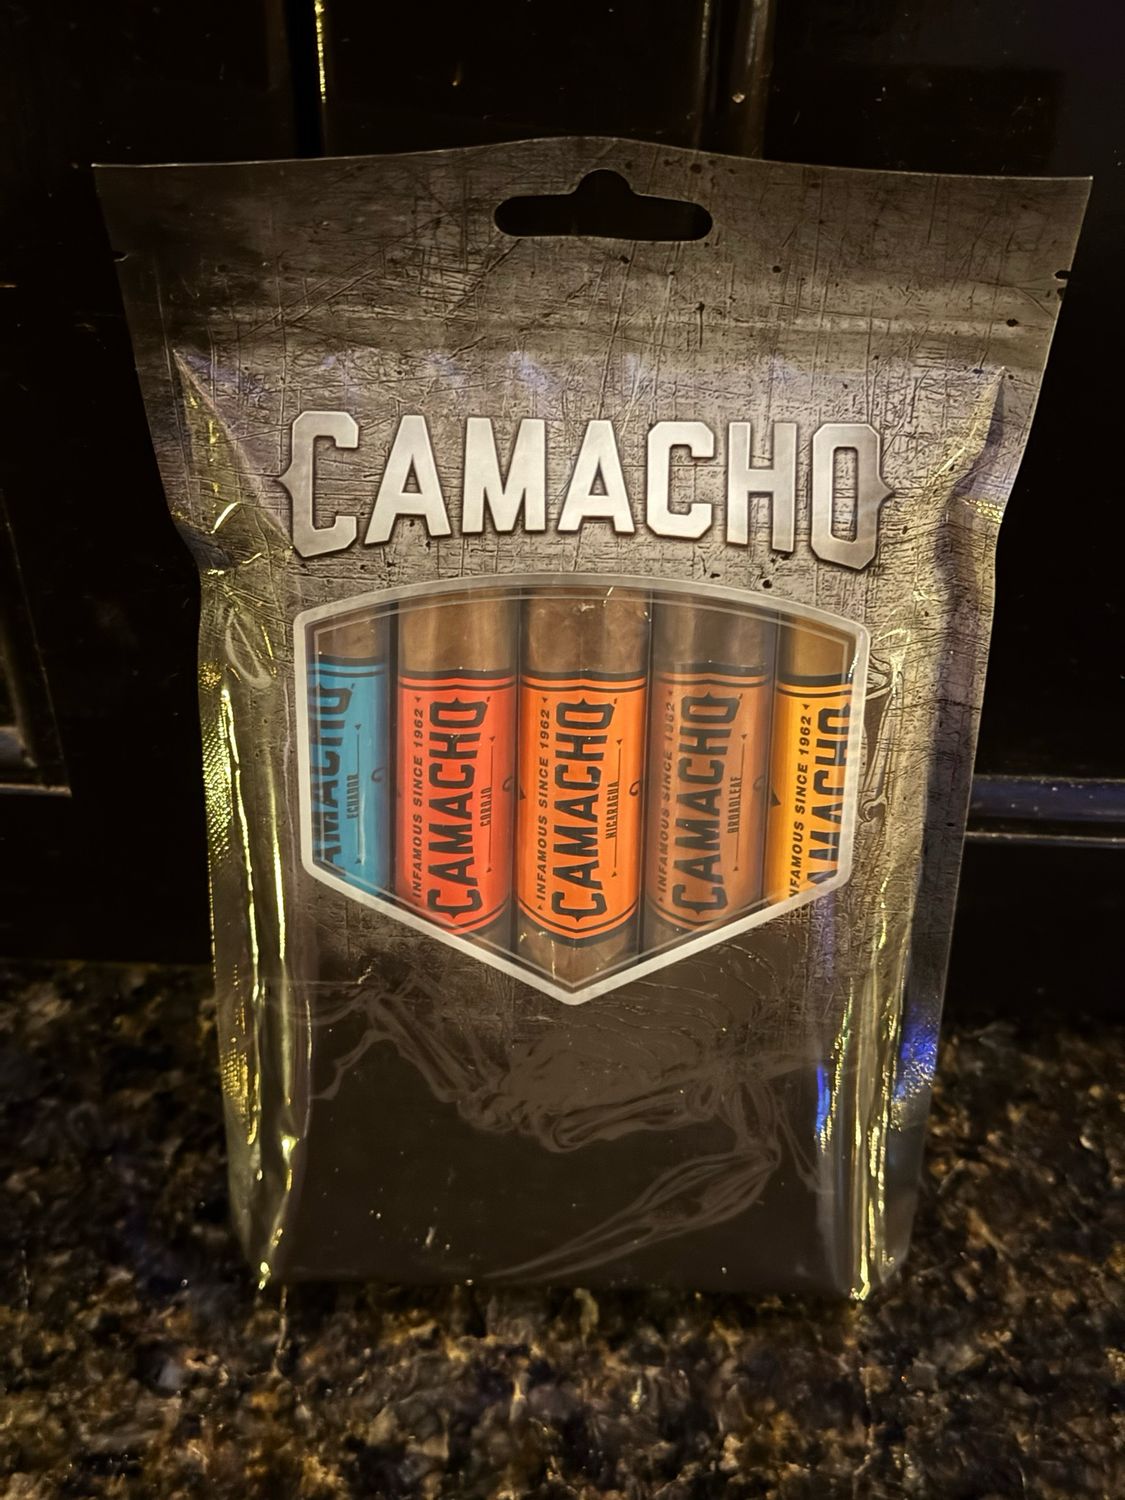 CAMACHO
AMACHO
ECUADOR
INFAMOUS SINCE 1962
CAMACHO
COROJO
INFAMOUS SINCE 1962
CAMACHO
NICARAGUA
INFAMOUS SINCE 1962
CAMACHO
BROADLEAF
NFAMOUS SINCE 1962
AMACHO